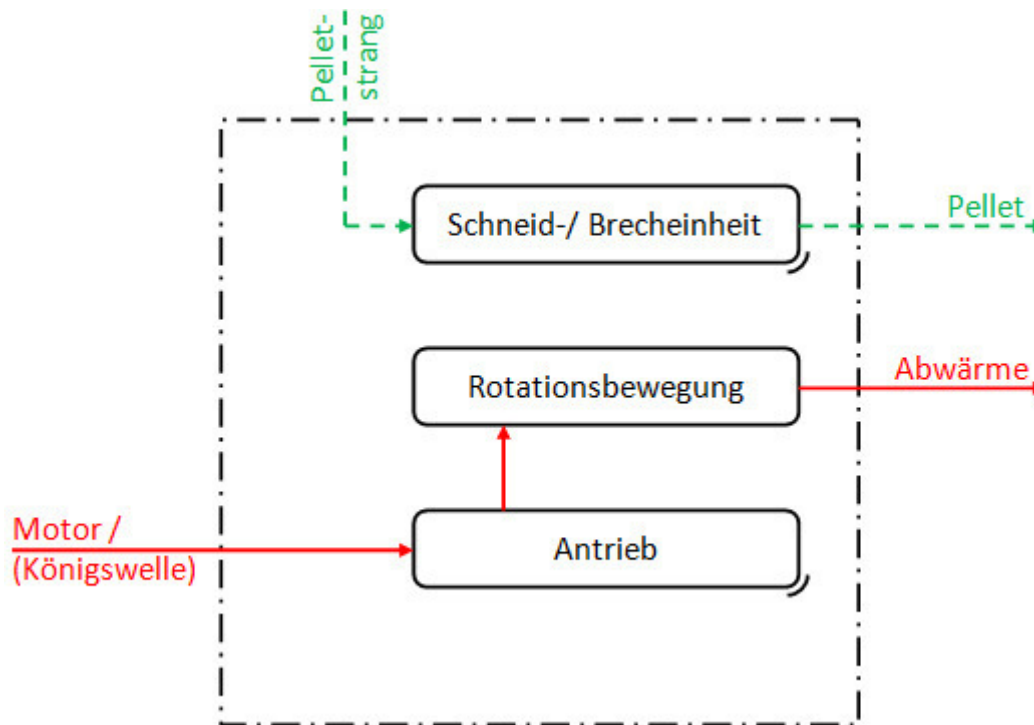 Pellet-
strang
Schneid-/ Brecheinheit
Pellet
Rotationsbewegung
Abwärme
Motor /
(Königswelle)
Antrieb